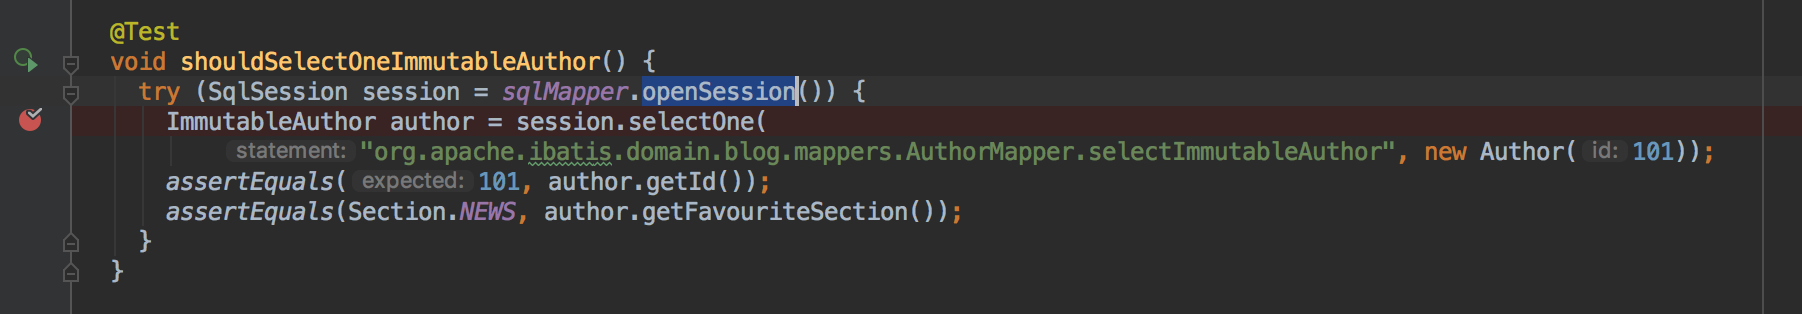 @Test
void shouldSelectOneImmutableAuthor() {
try (SqlSession session = sqlMapper.openSession()) {
ImmutableAuthor author = session.selectOne(
statement: "org.apache.ibatis.domain.blog.mappers.AuthorMapper.selectImmutableAuthor", new Author( id: 101));
assertEquals( expected: 101, author.getId());
assertEquals(Section.NEWS, author.getFavouriteSection());
}
}